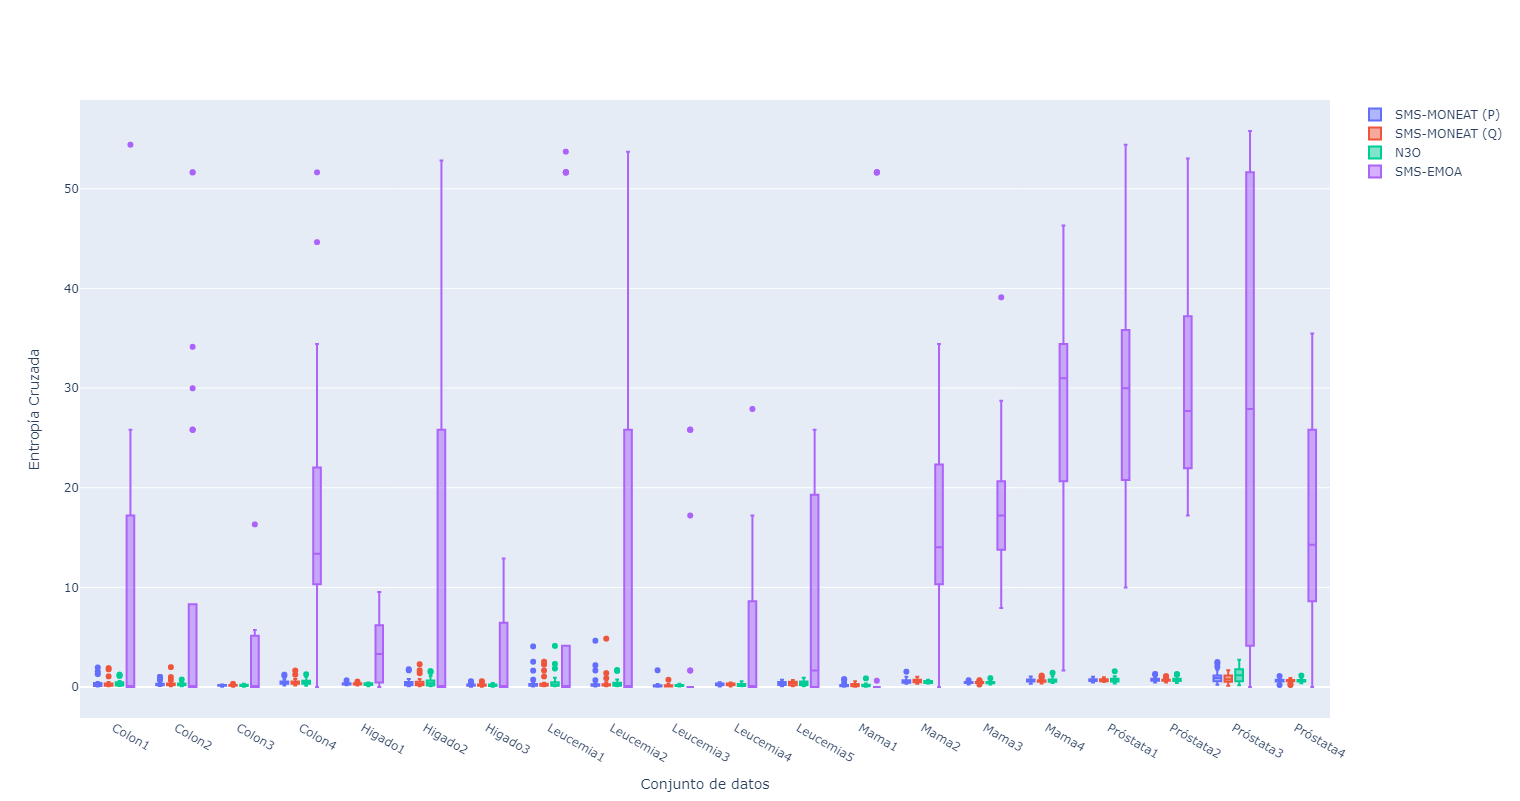 SMS-MONEAT (P)
SMS-MONEAT (Q)
N3O
SMS-EMOA
Entropía Cruzada
50
40
30
20
10
0
Colon1
Colon2
Colon3
Colon4
Higado1
Higado2
Higado3
Leucemia1
Leucemia2
Leucemia3
Leucemia4
Leucemia5
Mama1
Mama2
Mama3
Mama4
Próstata1
Próstata2
Próstata3
Próstata4
Conjunto de datos